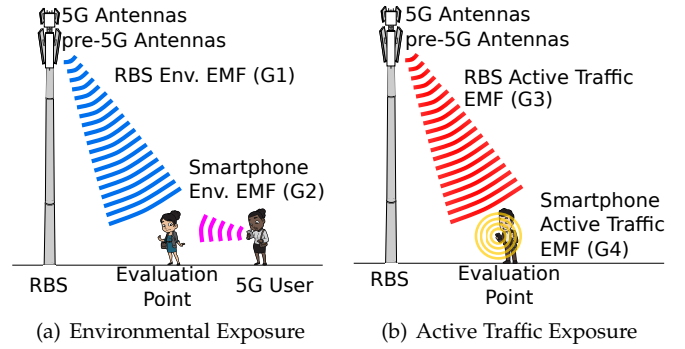 5G Antennas
pre-5G Antennas
RBS Env. EMF (G1)
Smartphone
Env. EMF (G2)
RBS
Evaluation
Point
5G User
(a) Environmental Exposure
5G Antennas
pre-5G Antennas
RBS Active Traffic
EMF (G3)
Smartphone
Active Traffic
EMF (G4)
RBS
Evaluation
Point
(b) Active Traffic Exposure